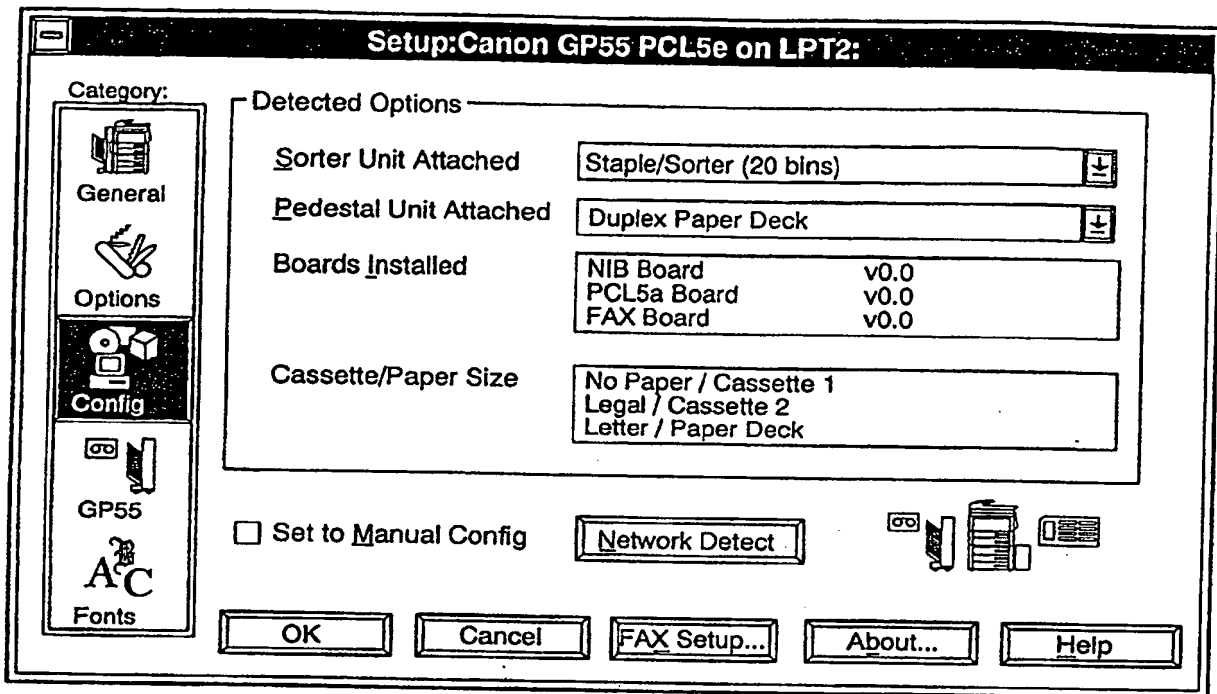 Setup:Canon GP55 PCL5e on LPT2:
Category:
General
Options
Config
GP55
Fonts
Detected Options
Sorter Unit Attached
Staple/Sorter (20 bins)
Pedestal Unit Attached
Duplex Paper Deck
Boards Installed
NIB Board v0.0
PCL5a Board v0.0
FAX Board v0.0
Cassette/Paper Size
No Paper / Cassette 1
Legal / Cassette 2
Letter / Paper Deck
Set to Manual Config
Network Detect
OK
Cancel
FAX Setup...
About...
Help